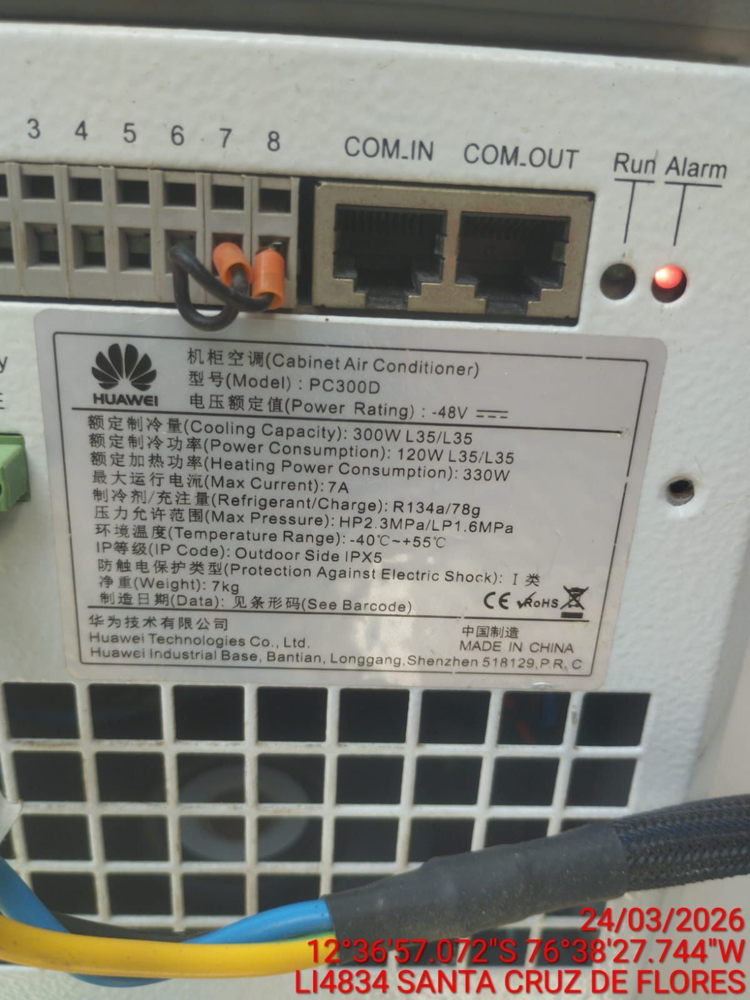 3 4 5 6 7 8 COM_IN COM_OUT Run Alarm
HUAWEI
机柜空调(Cabinet Air Conditioner)
型号(Model) : PC300D
电压额定值(Power Rating) : -48V
额定制冷量(Cooling Capacity): 300W L35/L35
额定制冷功率(Power Consumption): 120W L35/L35
额定加热功率(Heating Power Consumption): 330W
最大运行电流(Max Current): 7A
制冷剂/充注量(Refrigerant/Charge): R134a/78g
压力允许范围(Max Pressure): HP2.3MPa/LP1.6MPa
环境温度(Temperature Range): -40℃~+55℃
IP等级(IP Code): Outdoor Side IPX5
防触电保护类型(Protection Against Electric Shock): I 类
净重(Weight): 7kg
制造日期(Data): 见条形码(See Barcode)
CE RoHS
华为技术有限公司
Huawei Technologies Co., Ltd.
Huawei Industrial Base, Bantian, Longgang,Shenzhen 518129,P.R. C
中国制造
MADE IN CHINA
24/03/2026
12°36'57.072"S 76°38'27.744"W
LI4834 SANTA CRUZ DE FLORES